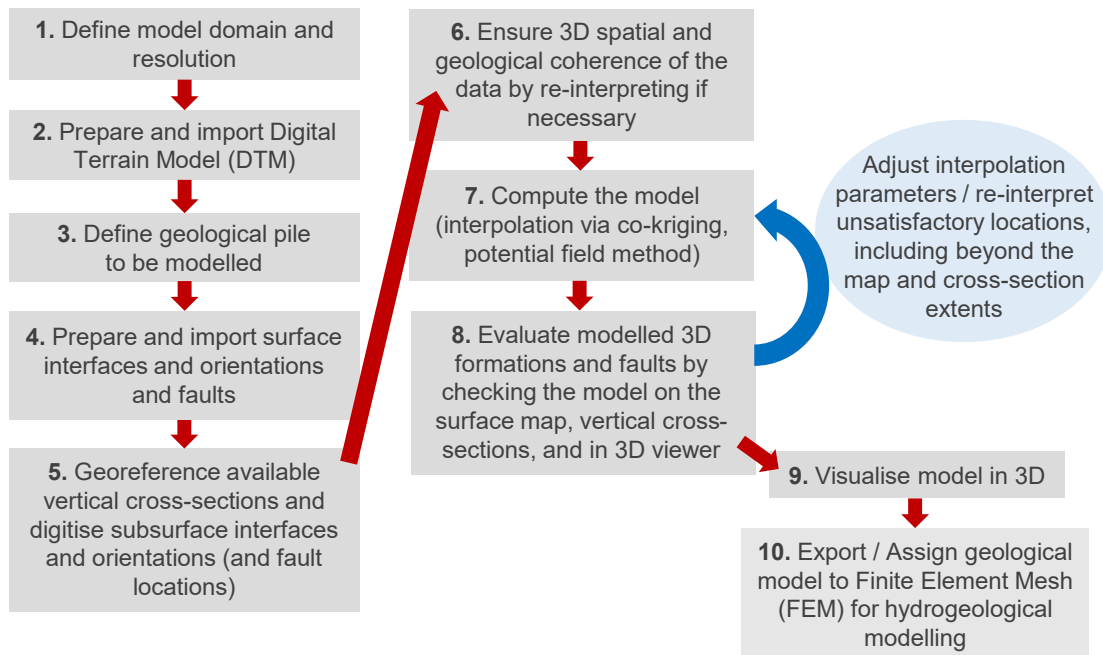 1. Define model domain and
resolution
2. Prepare and import Digital
Terrain Model (DTM)
3. Define geological pile
to be modelled
4. Prepare and import surface
interfaces and orientations
and faults
5. Georeference available
vertical cross-sections and
digitise subsurface interfaces
and orientations (and fault
locations)
6. Ensure 3D spatial and
geological coherence of the
data by re-interpreting if
necessary
7. Compute the model
(interpolation via co-kriging,
potential field method)
8. Evaluate modelled 3D
formations and faults by
checking the model on the
surface map, vertical cross-
sections, and in 3D viewer
Adjust interpolation
parameters / re-interpret
unsatisfactory locations,
including beyond the
map and cross-section
extents
9. Visualise model in 3D
10. Export / Assign geological
model to Finite Element Mesh
(FEM) for hydrogeological
modelling